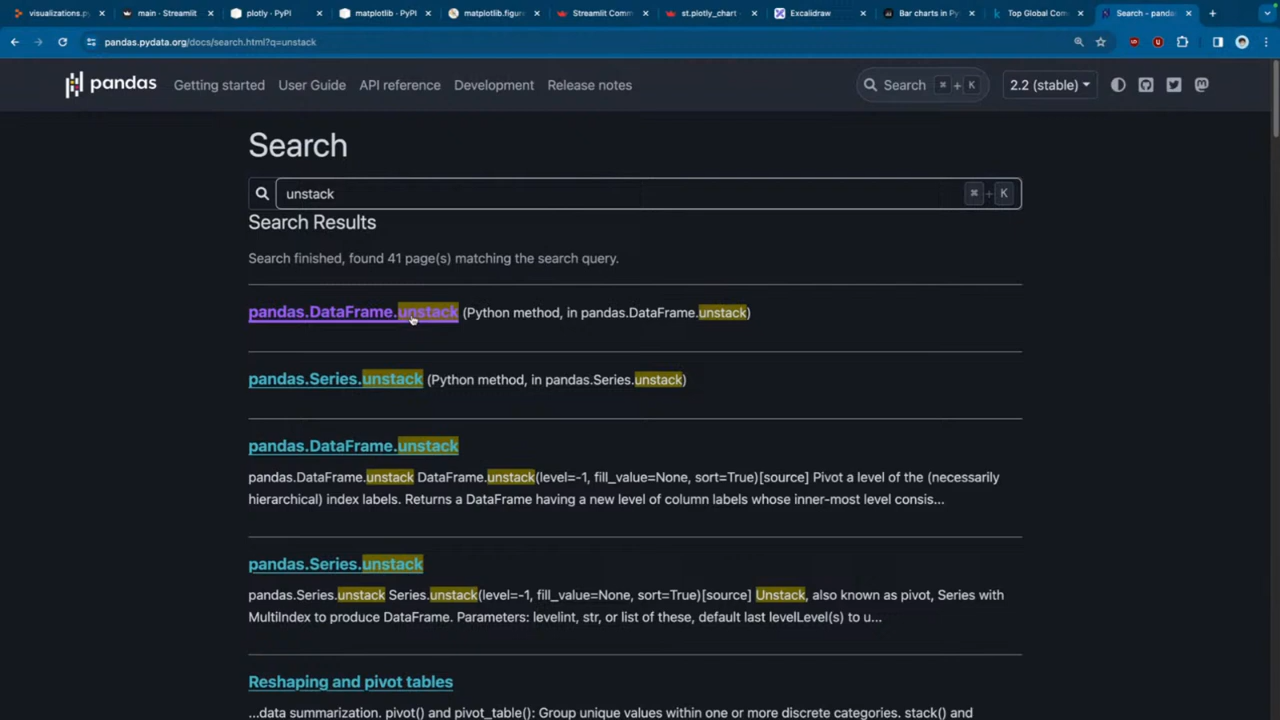 visualizations.p
main · Streamlit
plotly · PyPI
matplotlib · PyPI
matplotlib.figur
Streamlit Comm
st.plotly_chart
Excalidraw
Bar charts in Py
Top Global Com
Search - panda
pandas.pydata.org/docs/search.html?q=unstack
pandas
Getting started
User Guide
API reference
Development
Release notes
Search ⌘ + K
2.2 (stable)
Search
unstack
⌘ + K
Search Results
Search finished, found 41 page(s) matching the search query.
pandas.DataFrame.unstack (Python method, in pandas.DataFrame.unstack)
pandas.Series.unstack (Python method, in pandas.Series.unstack)
pandas.DataFrame.unstack
pandas.DataFrame.unstack DataFrame.unstack(level=-1, fill_value=None, sort=True)[source] Pivot a level of the (necessarily
hierarchical) index labels. Returns a DataFrame having a new level of column labels whose inner-most level consis...
pandas.Series.unstack
pandas.Series.unstack Series.unstack(level=-1, fill_value=None, sort=True)[source] Unstack, also known as pivot, Series with
MultiIndex to produce DataFrame. Parameters: levelint, str, or list of these, default last levelLevel(s) to u...
Reshaping and pivot tables
...data summarization. pivot() and pivot_table(): Group unique values within one or more discrete categories. stack() and